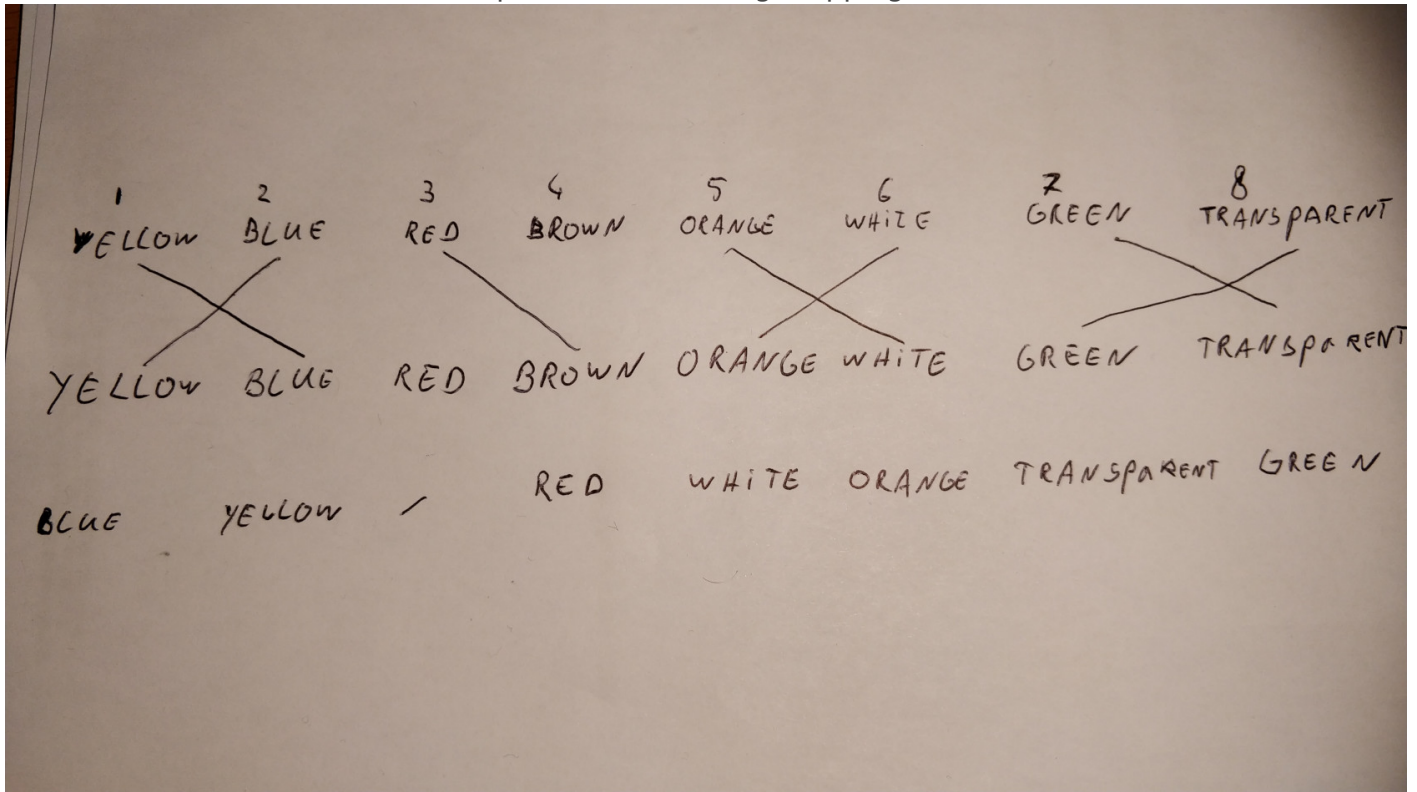 1 2 3 4 5 6 7 8
YELLOW BLUE RED BROWN ORANGE WHITE GREEN TRANSPARENT
YELLOW BLUE RED BROWN ORANGE WHITE GREEN TRANSPARENT
BLUE YELLOW / RED WHITE ORANGE TRANSPARENT GREEN